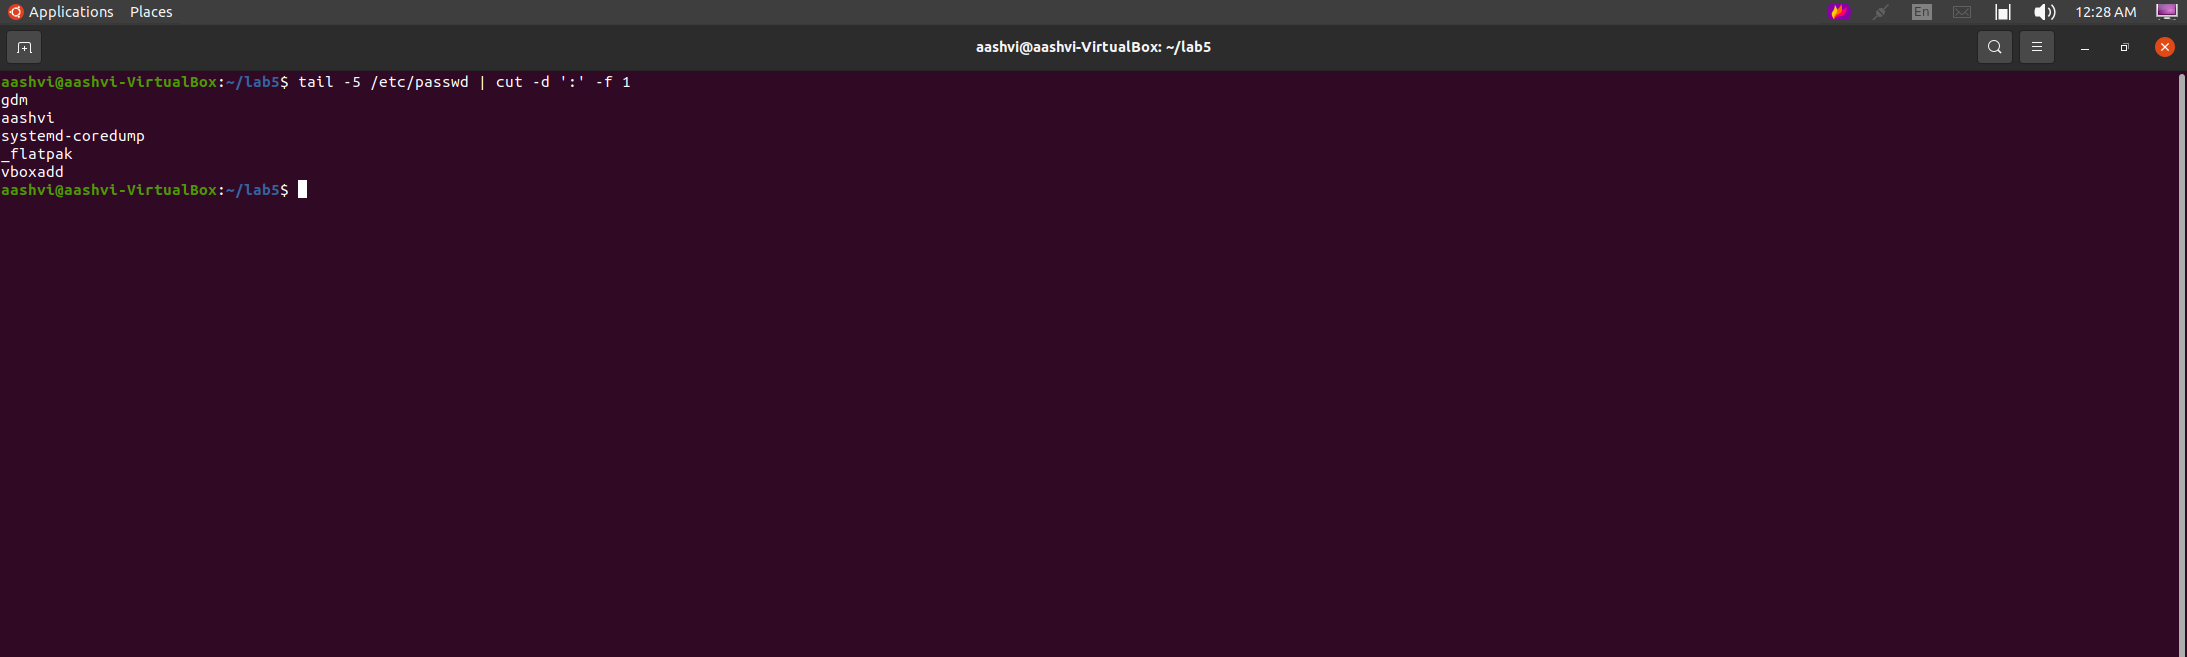 Applications Places En 12:28 AM
aashvi@aashvi-VirtualBox: ~/lab5
aashvi@aashvi-VirtualBox:~/lab5$ tail -5 /etc/passwd | cut -d ':' -f 1
gdm
aashvi
systemd-coredump
_flatpak
vboxadd
aashvi@aashvi-VirtualBox:~/lab5$